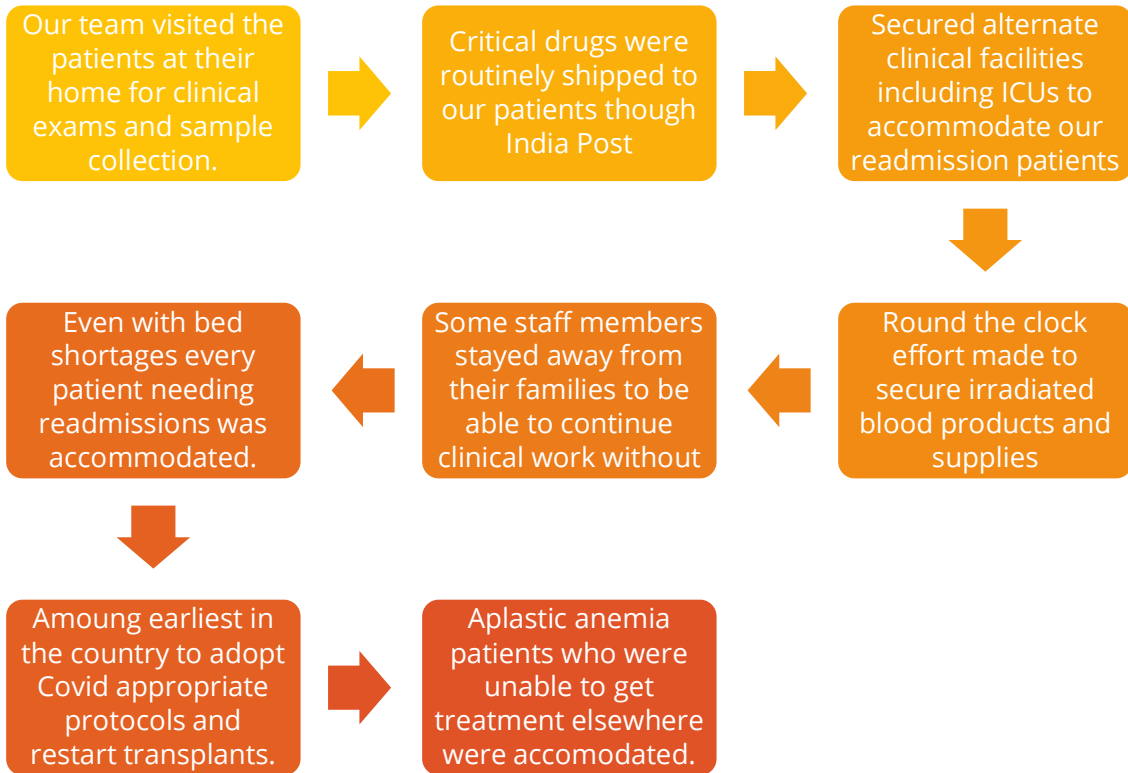 Our team visited the
patients at their
home for clinical
exams and sample
collection.
Critical drugs were
routinely shipped to
our patients though
India Post
Secured alternate
clinical facilities
including ICUs to
accommodate our
readmission patients
Round the clock
effort made to
secure irradiated
blood products and
supplies
Some staff members
stayed away from
their families to be
able to continue
clinical work without
Even with bed
shortages every
patient needing
readmissions was
accommodated.
Amoung earliest in
the country to adopt
Covid appropriate
protocols and
restart transplants.
Aplastic anemia
patients who were
unable to get
treatment elsewhere
were accomodated.